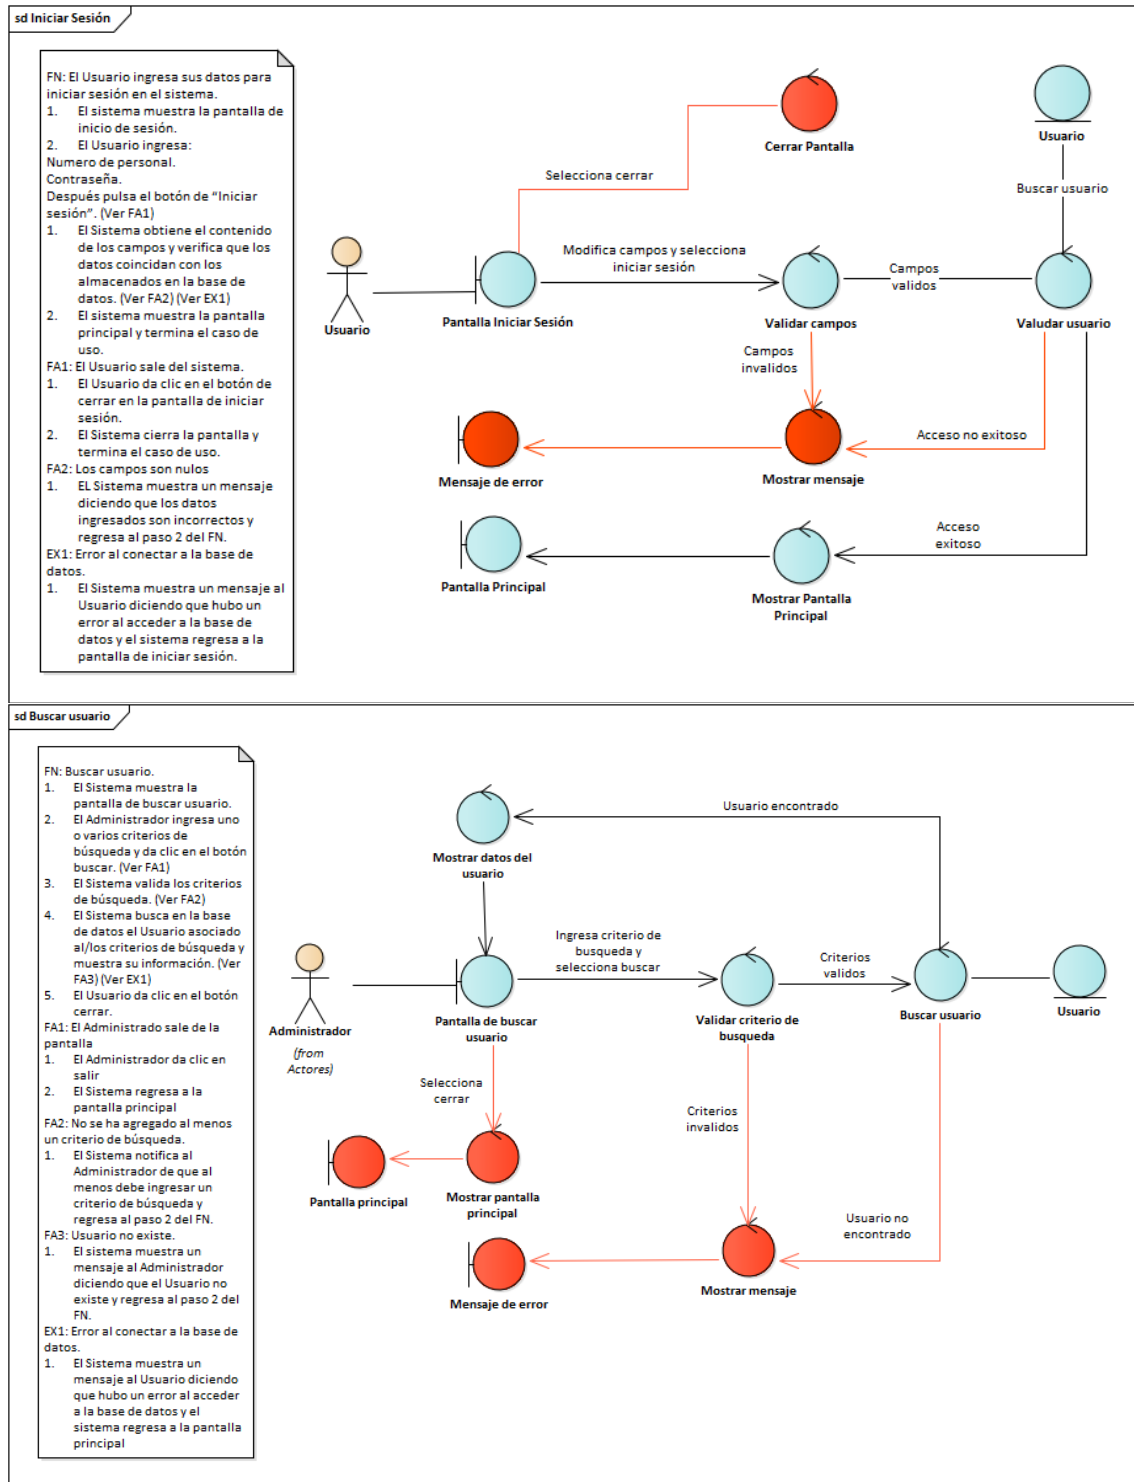 sd Iniciar Sesión
FN: El Usuario ingresa sus datos para
iniciar sesión en el sistema.
1. El sistema muestra la pantalla de
inicio de sesión.
2. El Usuario ingresa:
Numero de personal.
Contraseña.
Después pulsa el botón de “Iniciar
sesión”. (Ver FA1)
1. El Sistema obtiene el contenido
de los campos y verifica que los
datos coincidan con los
almacenados en la base de
datos. (Ver FA2) (Ver EX1)
2. El sistema muestra la pantalla
principal y termina el caso de
uso.
FA1: El Usuario sale del sistema.
1. El Usuario da clic en el botón de
cerrar en la pantalla de iniciar
sesión.
2. El Sistema cierra la pantalla y
termina el caso de uso.
FA2: Los campos son nulos
1. EL Sistema muestra un mensaje
diciendo que los datos
ingresados son incorrectos y
regresa al paso 2 del FN.
EX1: Error al conectar a la base de
datos.
1. El Sistema muestra un mensaje al
Usuario diciendo que hubo un
error al acceder a la base de
datos y el sistema regresa a la
pantalla de iniciar sesión.
Cerrar Pantalla
Usuario
Selecciona cerrar
Buscar usuario
Modifica campos y selecciona
iniciar sesión
Campos
validos
Usuario
Pantalla Iniciar Sesión
Validar campos
Valudar usuario
Campos
invalidos
Acceso no exitoso
Mensaje de error
Mostrar mensaje
Acceso
exitoso
Pantalla Principal
Mostrar Pantalla
Principal
sd Buscar usuario
FN: Buscar usuario.
1. El Sistema muestra la
pantalla de buscar usuario.
2. El Administrador ingresa uno
o varios criterios de
búsqueda y da clic en el botón
buscar. (Ver FA1)
3. El Sistema valida los criterios
de búsqueda. (Ver FA2)
4. El Sistema busca en la base
de datos el Usuario asociado
al/los criterios de búsqueda y
muestra su información. (Ver
FA3) (Ver EX1)
5. El Usuario da clic en el botón
cerrar.
FA1: El Administrado sale de la
pantalla
1. El Administrador da clic en
salir
2. El Sistema regresa a la
pantalla principal
FA2: No se ha agregado al menos
un criterio de búsqueda.
1. El Sistema notifica al
Administrador de que al
menos debe ingresar un
criterio de búsqueda y
regresa al paso 2 del FN.
FA3: Usuario no existe.
1. El sistema muestra un
mensaje al Administrador
diciendo que el Usuario no
existe y regresa al paso 2 del
FN.
EX1: Error al conectar a la base de
datos.
1. El Sistema muestra un
mensaje al Usuario diciendo
que hubo un error al acceder
a la base de datos y el
sistema regresa a la pantalla
principal
Usuario encontrado
Mostrar datos del
usuario
Ingresa criterio de
busqueda y
selecciona buscar
Criterios
validos
Administrador
(from
Actores)
Pantalla de buscar
usuario
Validar criterio de
busqueda
Buscar usuario
Usuario
Selecciona
cerrar
Criterios
invalidos
Pantalla principal
Mostrar pantalla
principal
Usuario no
encontrado
Mensaje de error
Mostrar mensaje